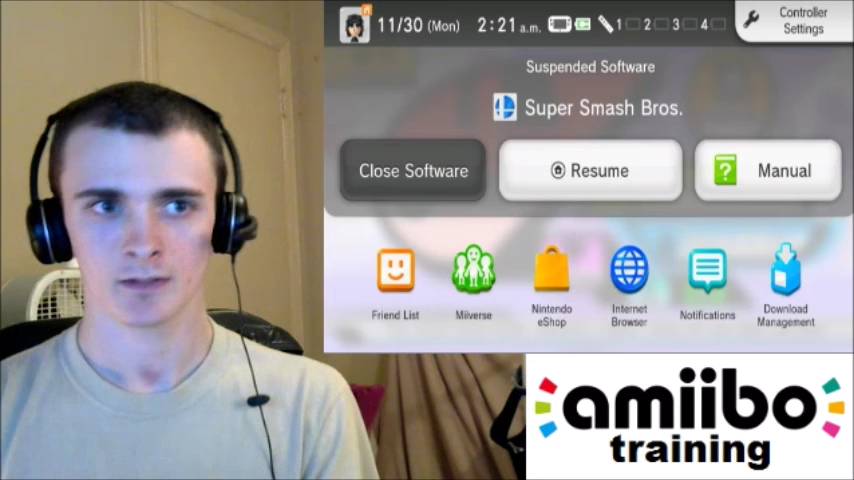 11/30 (Mon) 2:21 a.m. 1 2 3 4
Controller
Settings
Suspended Software
Super Smash Bros.
Close Software
Resume
? Manual
Friend List
Miiverse
Nintendo
eShop
Internet
Browser
Notifications
Download
Management
amiibo
training